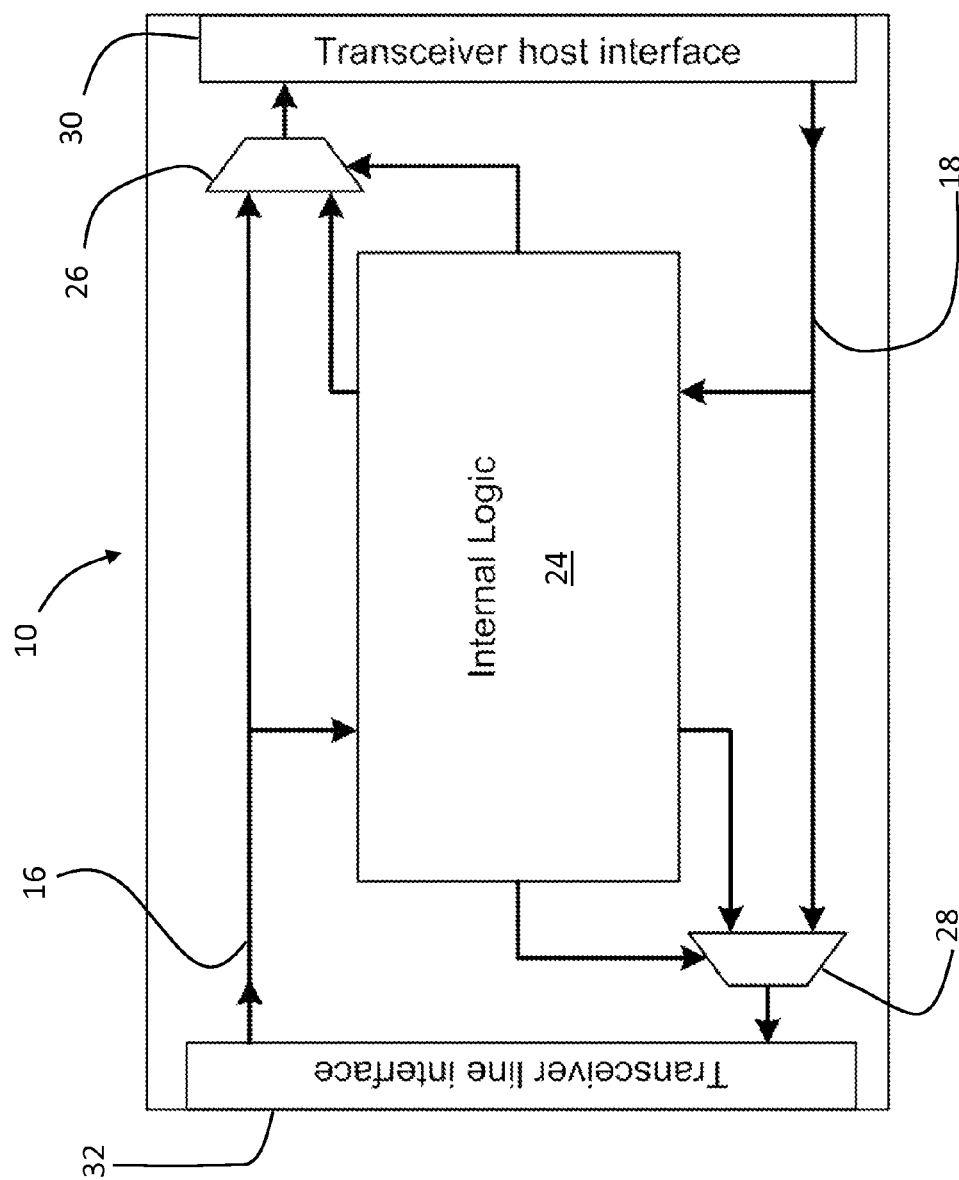 30
Transceiver host interface
26
18
10
Internal Logic
24
16
28
Transceiver line interface
32